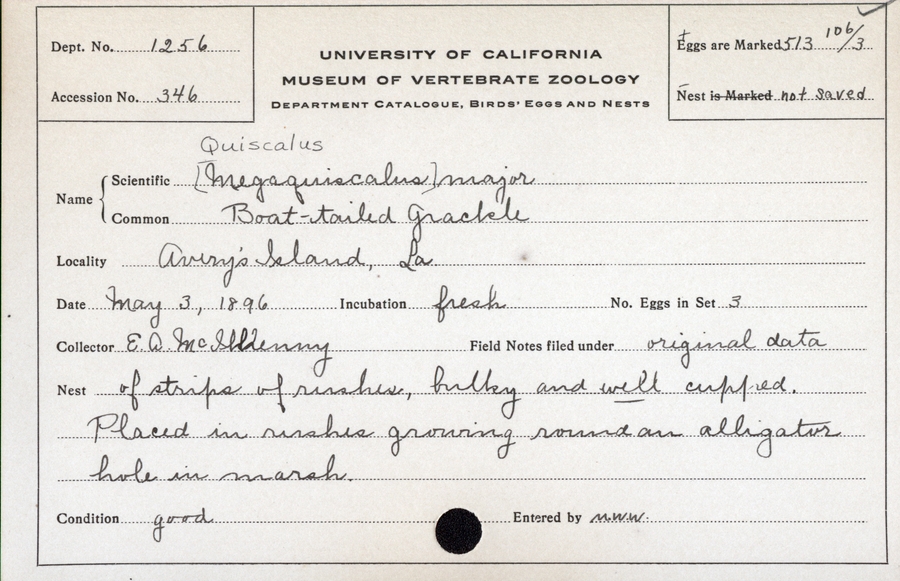 Dept. No. 1256
Accession No. 346
UNIVERSITY OF CALIFORNIA
MUSEUM OF VERTEBRATE ZOOLOGY
DEPARTMENT CATALOGUE, BIRDS' EGGS AND NESTS
Eggs are Marked 513 106/3
Nest is Marked not saved
Quiscalus
Name
Scientific [Megaquiscalus] major
Common Boat-tailed Grackle
Locality Avery's Island, La.
Date May 3, 1896 Incubation fresh No. Eggs in Set 3
Collector E. A. McIlhenny Field Notes filed under original data
Nest of strips of rushes, bulky and well cupped.
Placed in rushes growing round an alligator
hole in marsh.
Condition good Entered by m.w.w.